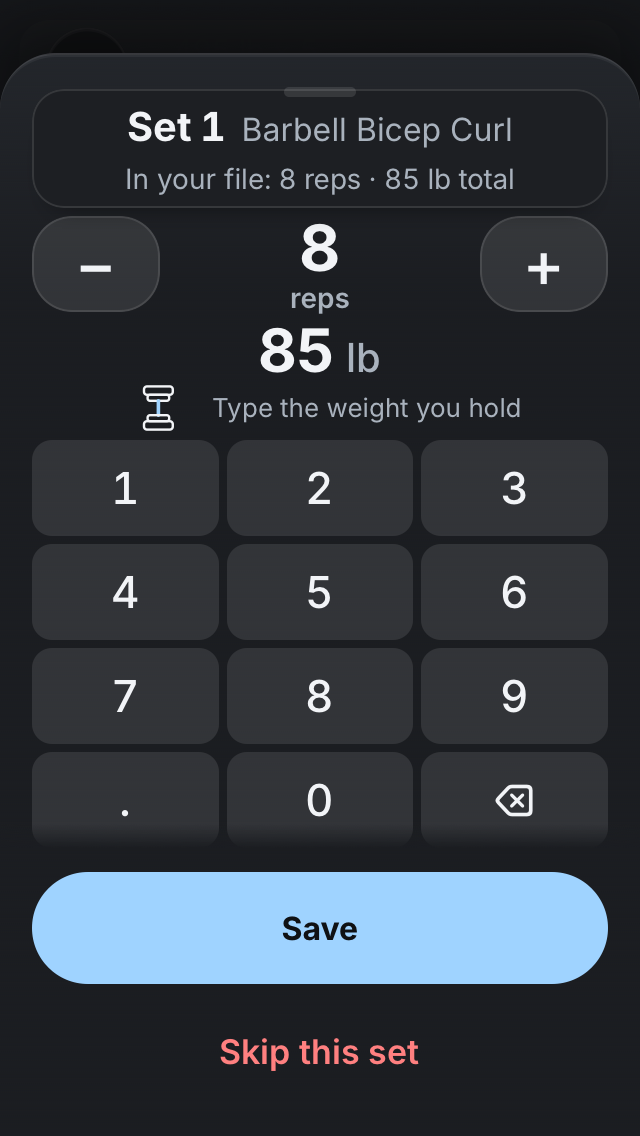 Set 1 Barbell Bicep Curl
In your file: 8 reps · 85 lb total
− 8 +
reps
85 lb
Type the weight you hold
1 2 3
4 5 6
7 8 9
. 0
Save
Skip this set